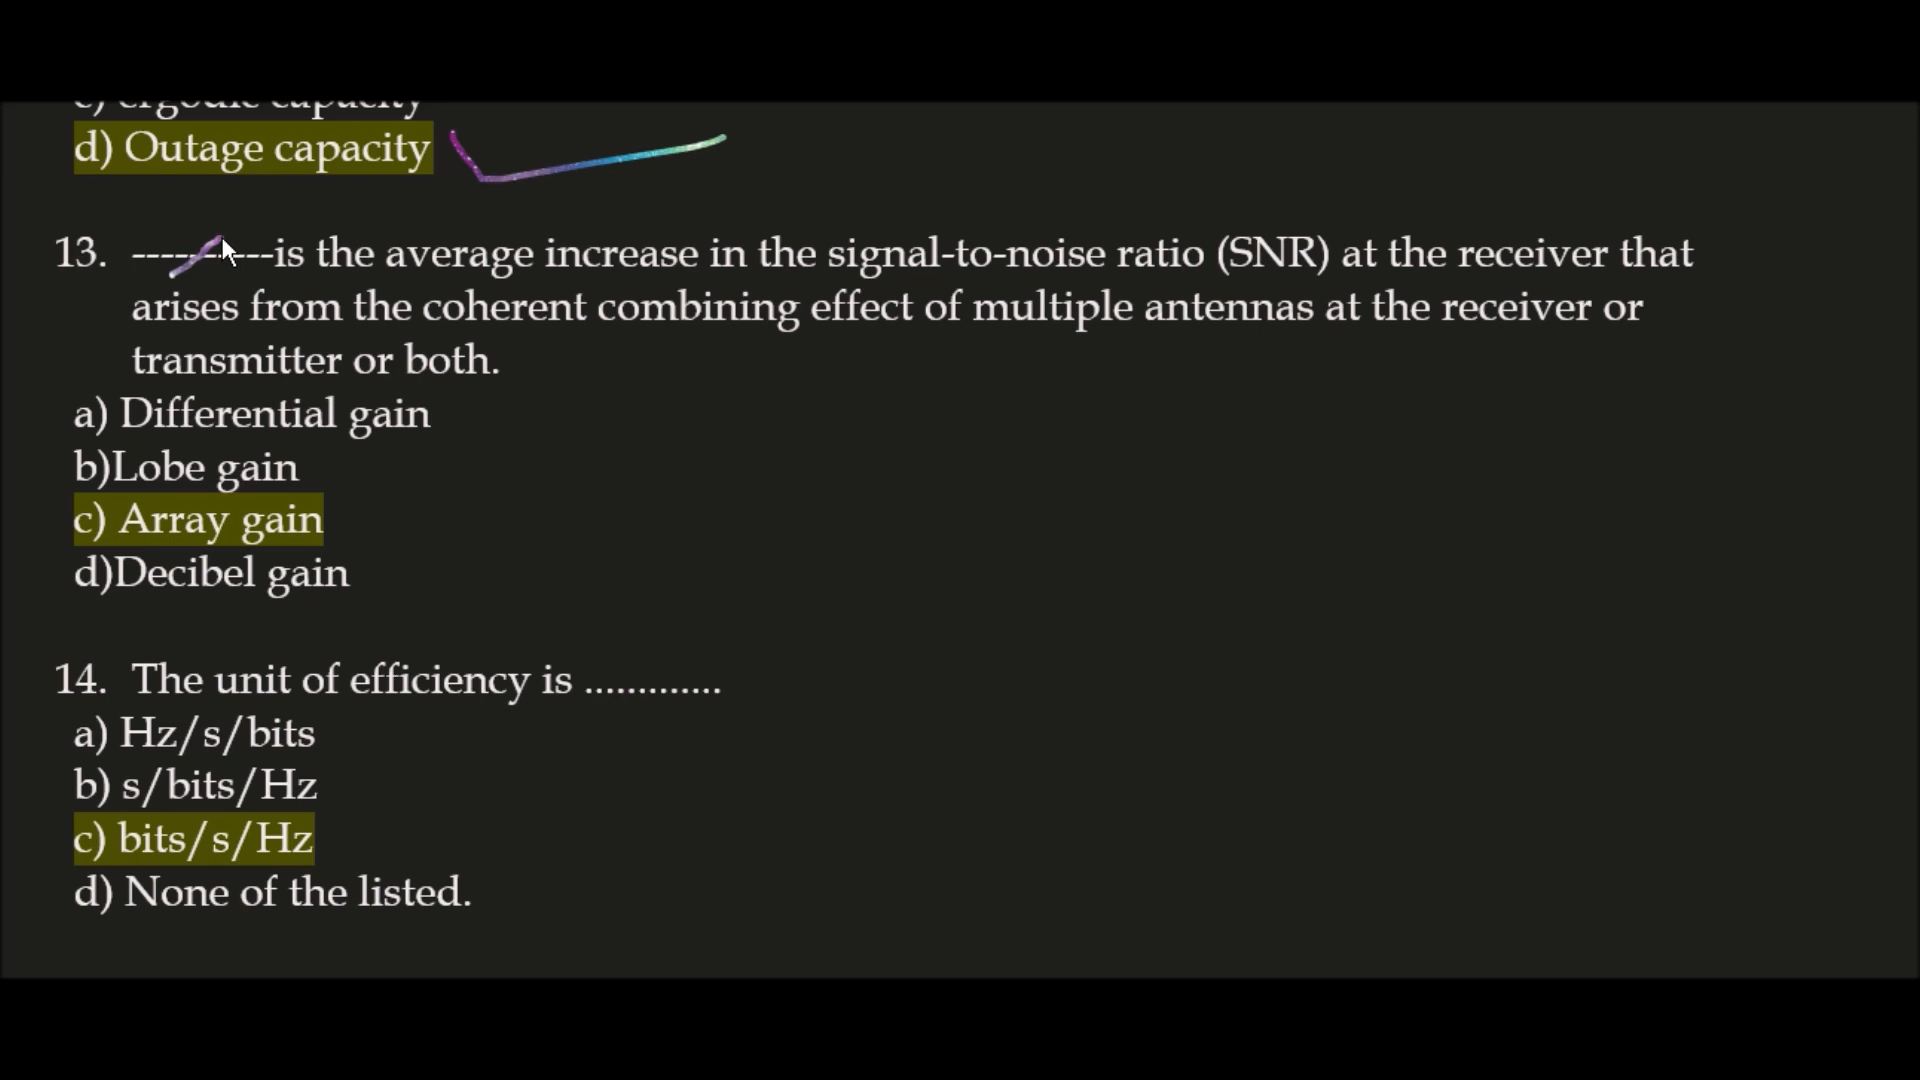 c) ergodic capacity
d) Outage capacity
13. ----------is the average increase in the signal-to-noise ratio (SNR) at the receiver that
arises from the coherent combining effect of multiple antennas at the receiver or
transmitter or both.
a) Differential gain
b)Lobe gain
c) Array gain
d)Decibel gain
14. The unit of efficiency is .............
a) Hz/s/bits
b) s/bits/Hz
c) bits/s/Hz
d) None of the listed.